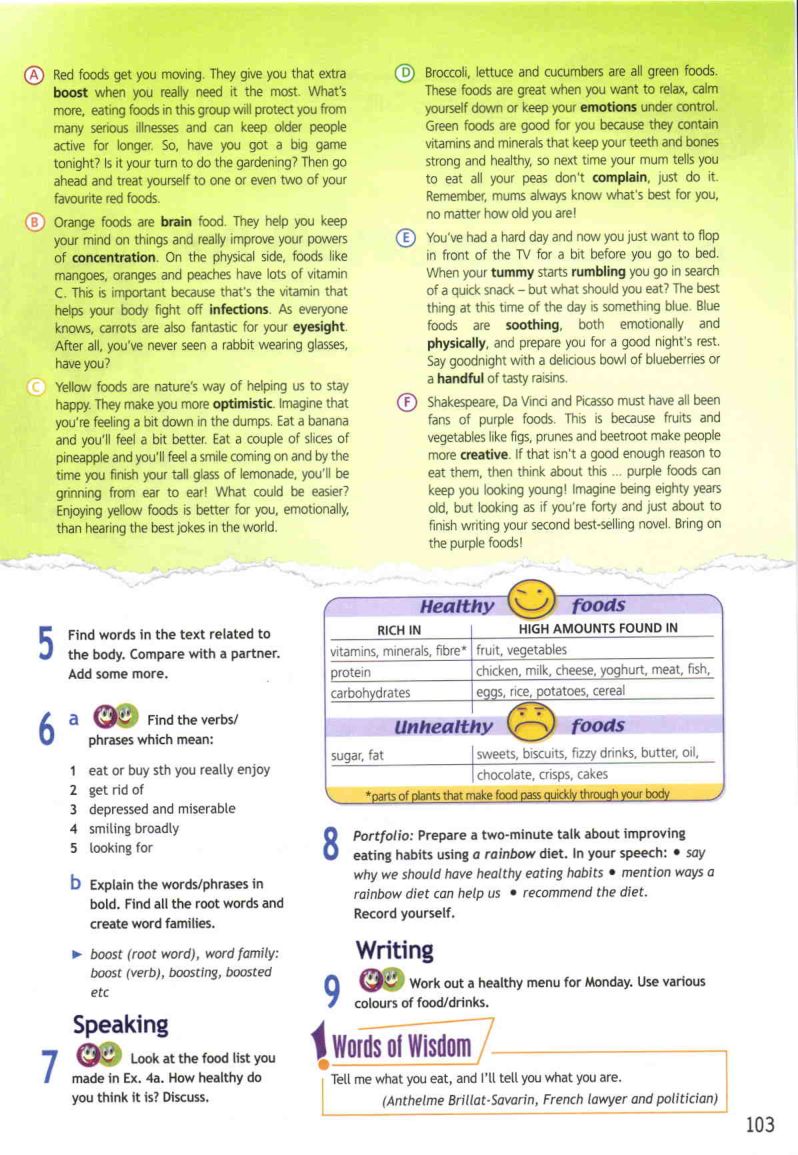 A Red foods get you moving. They give you that extra
boost when you really need it the most. What's
more, eating foods in this group will protect you from
many serious illnesses and can keep older people
active for longer. So, have you got a big game
tonight? Is it your turn to do the gardening? Then go
ahead and treat yourself to one or even two of your
favourite red foods.
B Orange foods are brain food. They help you keep
your mind on things and really improve your powers
of concentration. On the physical side, foods like
mangoes, oranges and peaches have lots of vitamin
C. This is important because that's the vitamin that
helps your body fight off infections. As everyone
knows, carrots are also fantastic for your eyesight.
After all, you've never seen a rabbit wearing glasses,
have you?
C Yellow foods are nature's way of helping us to stay
happy. They make you more optimistic. Imagine that
you're feeling a bit down in the dumps. Eat a banana
and you'll feel a bit better. Eat a couple of slices of
pineapple and you'll feel a smile coming on and by the
time you finish your tall glass of lemonade, you'll be
grinning from ear to ear! What could be easier?
Enjoying yellow foods is better for you, emotionally,
than hearing the best jokes in the world.
D Broccoli, lettuce and cucumbers are all green foods.
These foods are great when you want to relax, calm
yourself down or keep your emotions under control.
Green foods are good for you because they contain
vitamins and minerals that keep your teeth and bones
strong and healthy, so next time your mum tells you
to eat all your peas don't complain, just do it.
Remember, mums always know what's best for you,
no matter how old you are!
E You've had a hard day and now you just want to flop
in front of the TV for a bit before you go to bed.
When your tummy starts rumbling you go in search
of a quick snack – but what should you eat? The best
thing at this time of the day is something blue. Blue
foods are soothing, both emotionally and
physically, and prepare you for a good night's rest.
Say goodnight with a delicious bowl of blueberries or
a handful of tasty raisins.
F Shakespeare, Da Vinci and Picasso must have all been
fans of purple foods. This is because fruits and
vegetables like figs, prunes and beetroot make people
more creative. If that isn't a good enough reason to
eat them, then think about this ... purple foods can
keep you looking young! Imagine being eighty years
old, but looking as if you're forty and just about to
finish writing your second best-selling novel. Bring on
the purple foods!
5 Find words in the text related to
the body. Compare with a partner.
Add some more.
6 a Find the verbs/
phrases which mean:
1 eat or buy sth you really enjoy
2 get rid of
3 depressed and miserable
4 smiling broadly
5 looking for
b Explain the words/phrases in
bold. Find all the root words and
create word families.
► boost (root word), word family:
boost (verb), boosting, boosted
etc
Speaking
7 Look at the food list you
made in Ex. 4a. How healthy do
you think it is? Discuss.
Healthy foods
RICH IN HIGH AMOUNTS FOUND IN
vitamins, minerals, fibre* fruit, vegetables
protein chicken, milk, cheese, yoghurt, meat, fish,
carbohydrates eggs, rice, potatoes, cereal
Unhealthy foods
sugar, fat sweets, biscuits, fizzy drinks, butter, oil,
chocolate, crisps, cakes
*parts of plants that make food pass quickly through your body
8 Portfolio: Prepare a two-minute talk about improving
eating habits using a rainbow diet. In your speech: • say
why we should have healthy eating habits • mention ways a
rainbow diet can help us • recommend the diet.
Record yourself.
Writing
9 Work out a healthy menu for Monday. Use various
colours of food/drinks.
! Words of Wisdom
Tell me what you eat, and I'll tell you what you are.
(Anthelme Brillat-Savarin, French lawyer and politician)
103